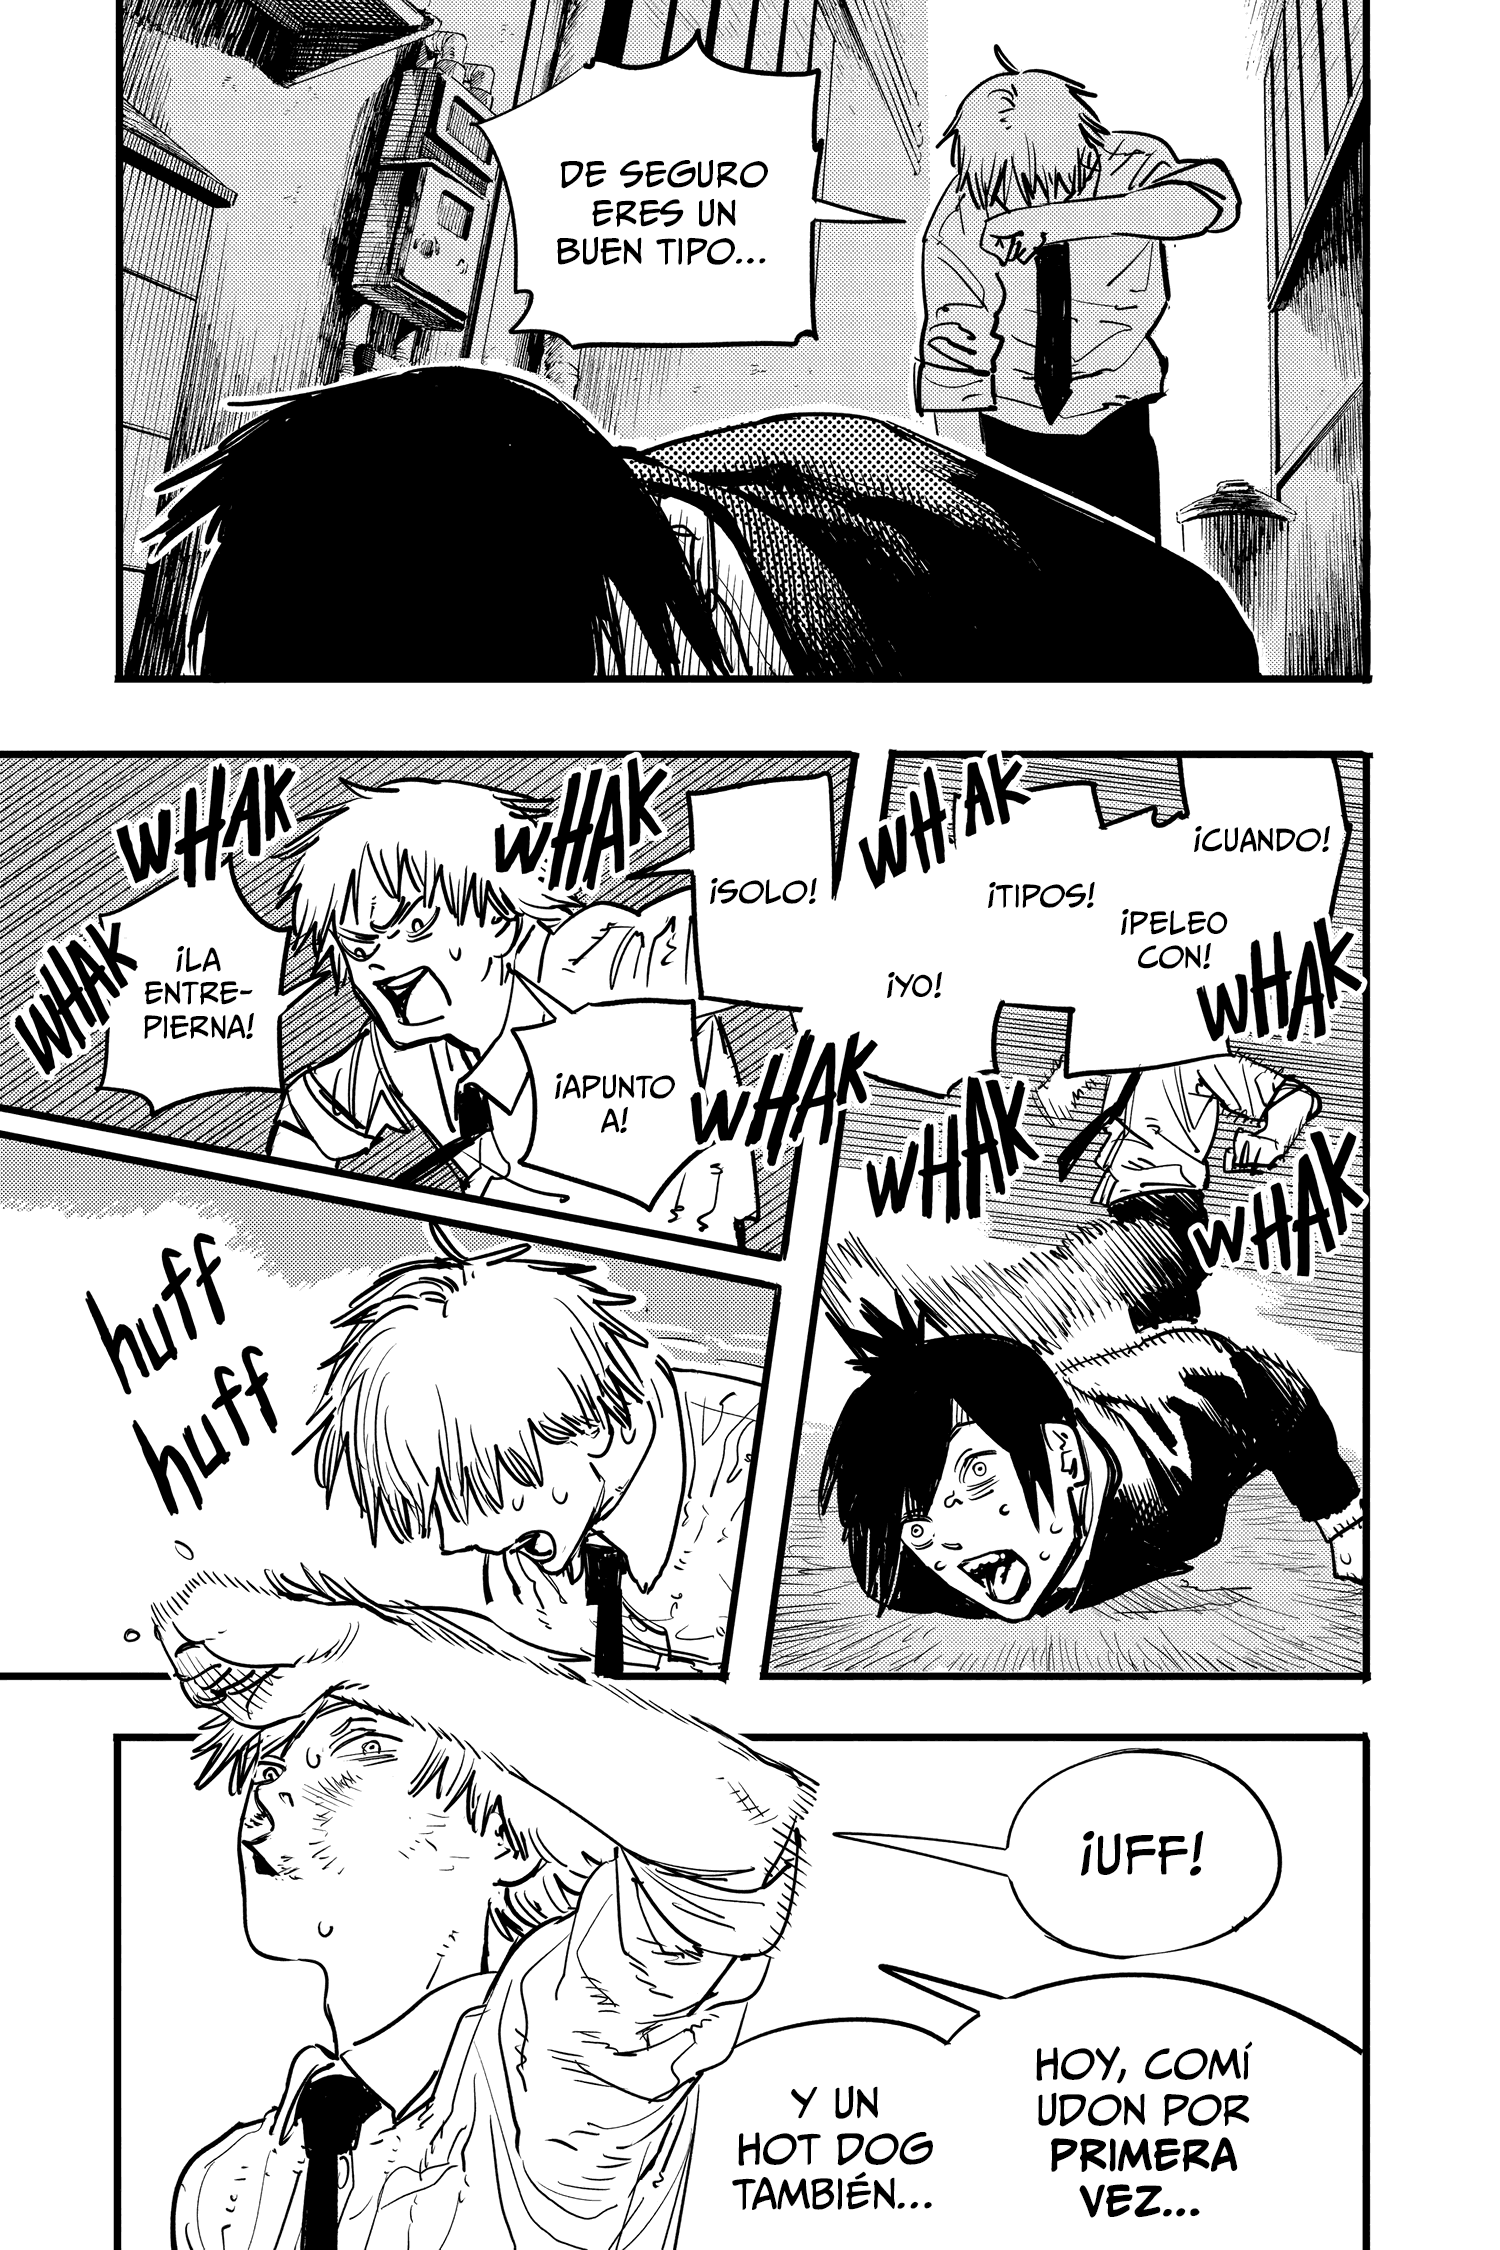 DE SEGURO
ERES UN
BUEN TIPO...
¡CUANDO!
¡PELEO
CON!
¡TIPOS!
¡YO!
WHAK
WHAK
WHAK
WHAK
¡SOLO!
¡APUNTO
A!
¡LA
ENTRE-
PIERNA!
WHAK
WHAK
WHAK
WHAK
huff
huff
¡UFF!
HOY, COMÍ
UDON POR
PRIMERA
VEZ...
Y UN
HOT DOG
TAMBIÉN...